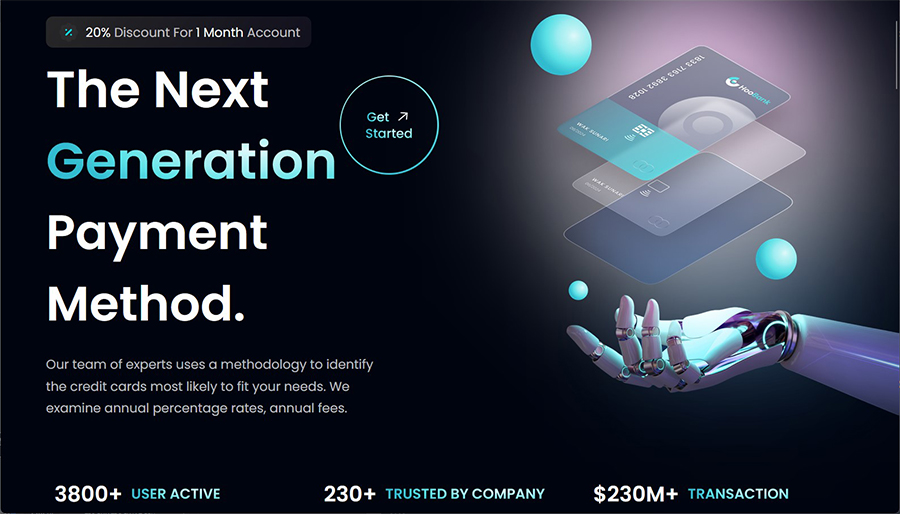 20% Discount For 1 Month Account
The Next
Generation
Payment
Method.
Get
Started
Our team of experts uses a methodology to identify
the credit cards most likely to fit your needs. We
examine annual percentage rates, annual fees.
HooBank
1833 7163 3892 1028
WAX SUNARI
WAX SUNARI
3800+ USER ACTIVE
230+ TRUSTED BY COMPANY
$230M+ TRANSACTION